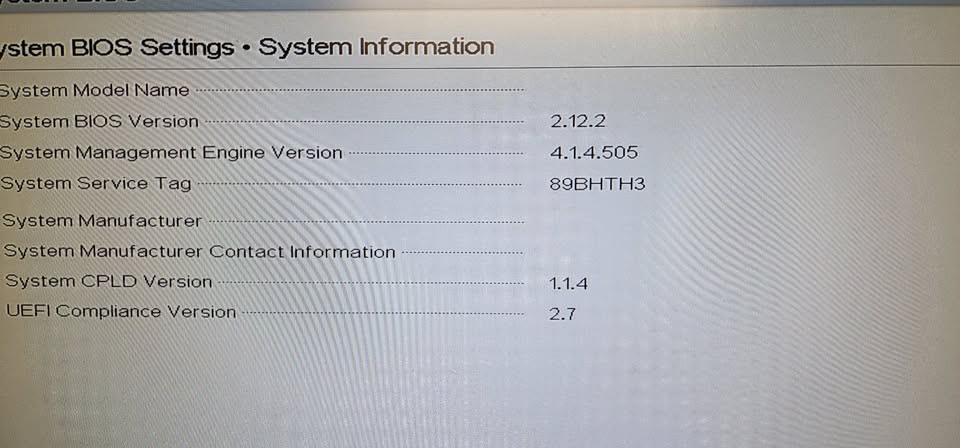 ystem BIOS Settings • System Information
System Model Name
System BIOS Version 2.12.2
System Management Engine Version 4.1.4.505
System Service Tag 89BHTH3
System Manufacturer
System Manufacturer Contact Information
System CPLD Version 1.1.4
UEFI Compliance Version 2.7